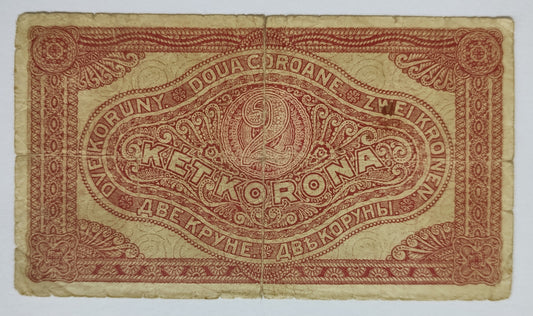 DVE KORUNY ❋ DOUA COROANE ❋ ZWEI KRONEN
2
KÉT KORONA
ДВЕ КРУНЕ ❋ ДВѢ КОРУНЫ